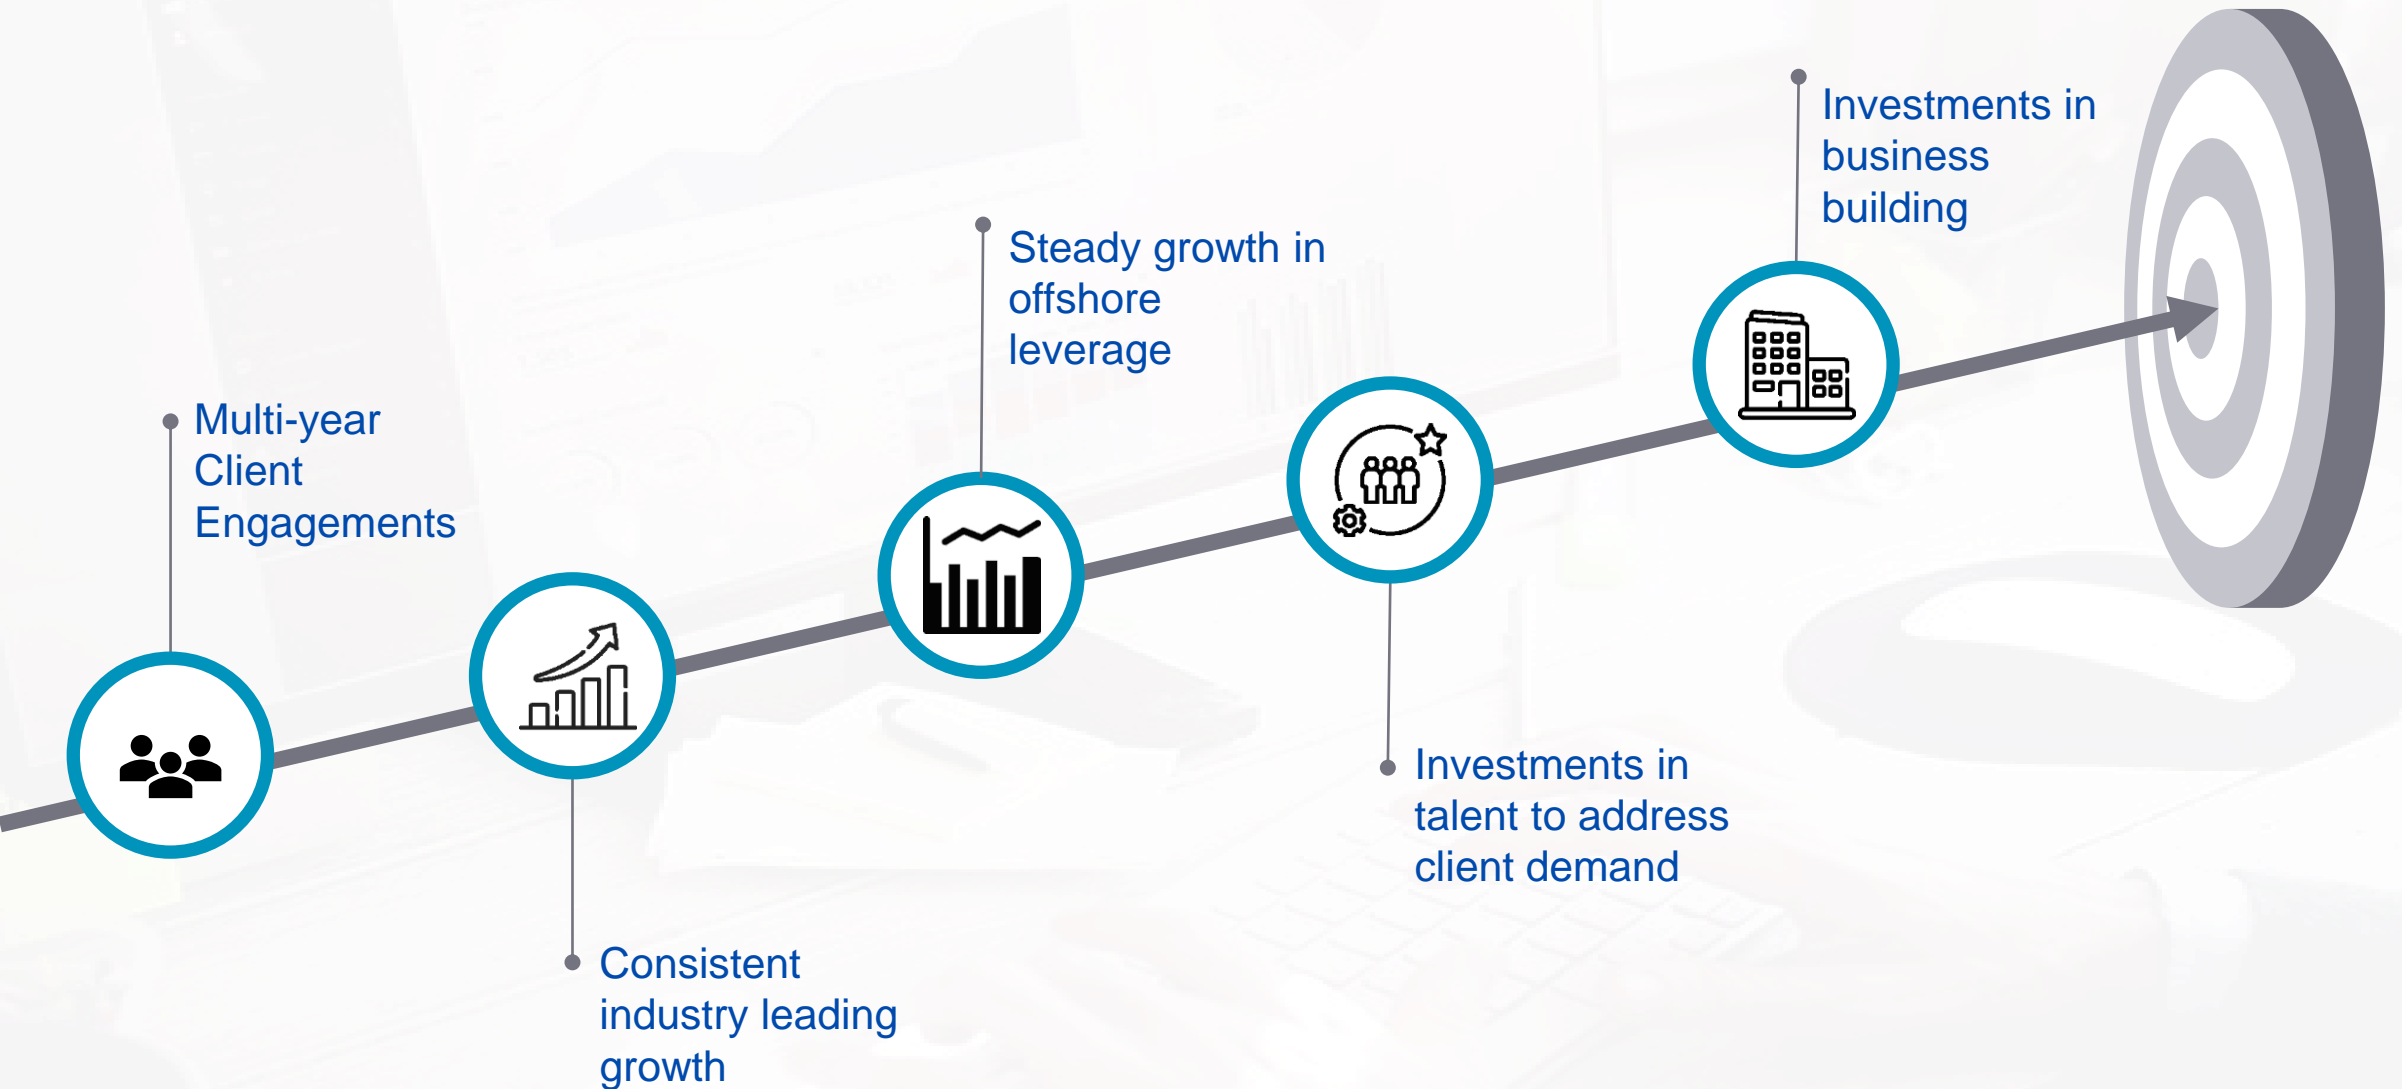 Multi-year
Client
Engagements
Consistent
industry leading
growth
Steady growth in
offshore
leverage
Investments in
talent to address
client demand
Investments in
business
building